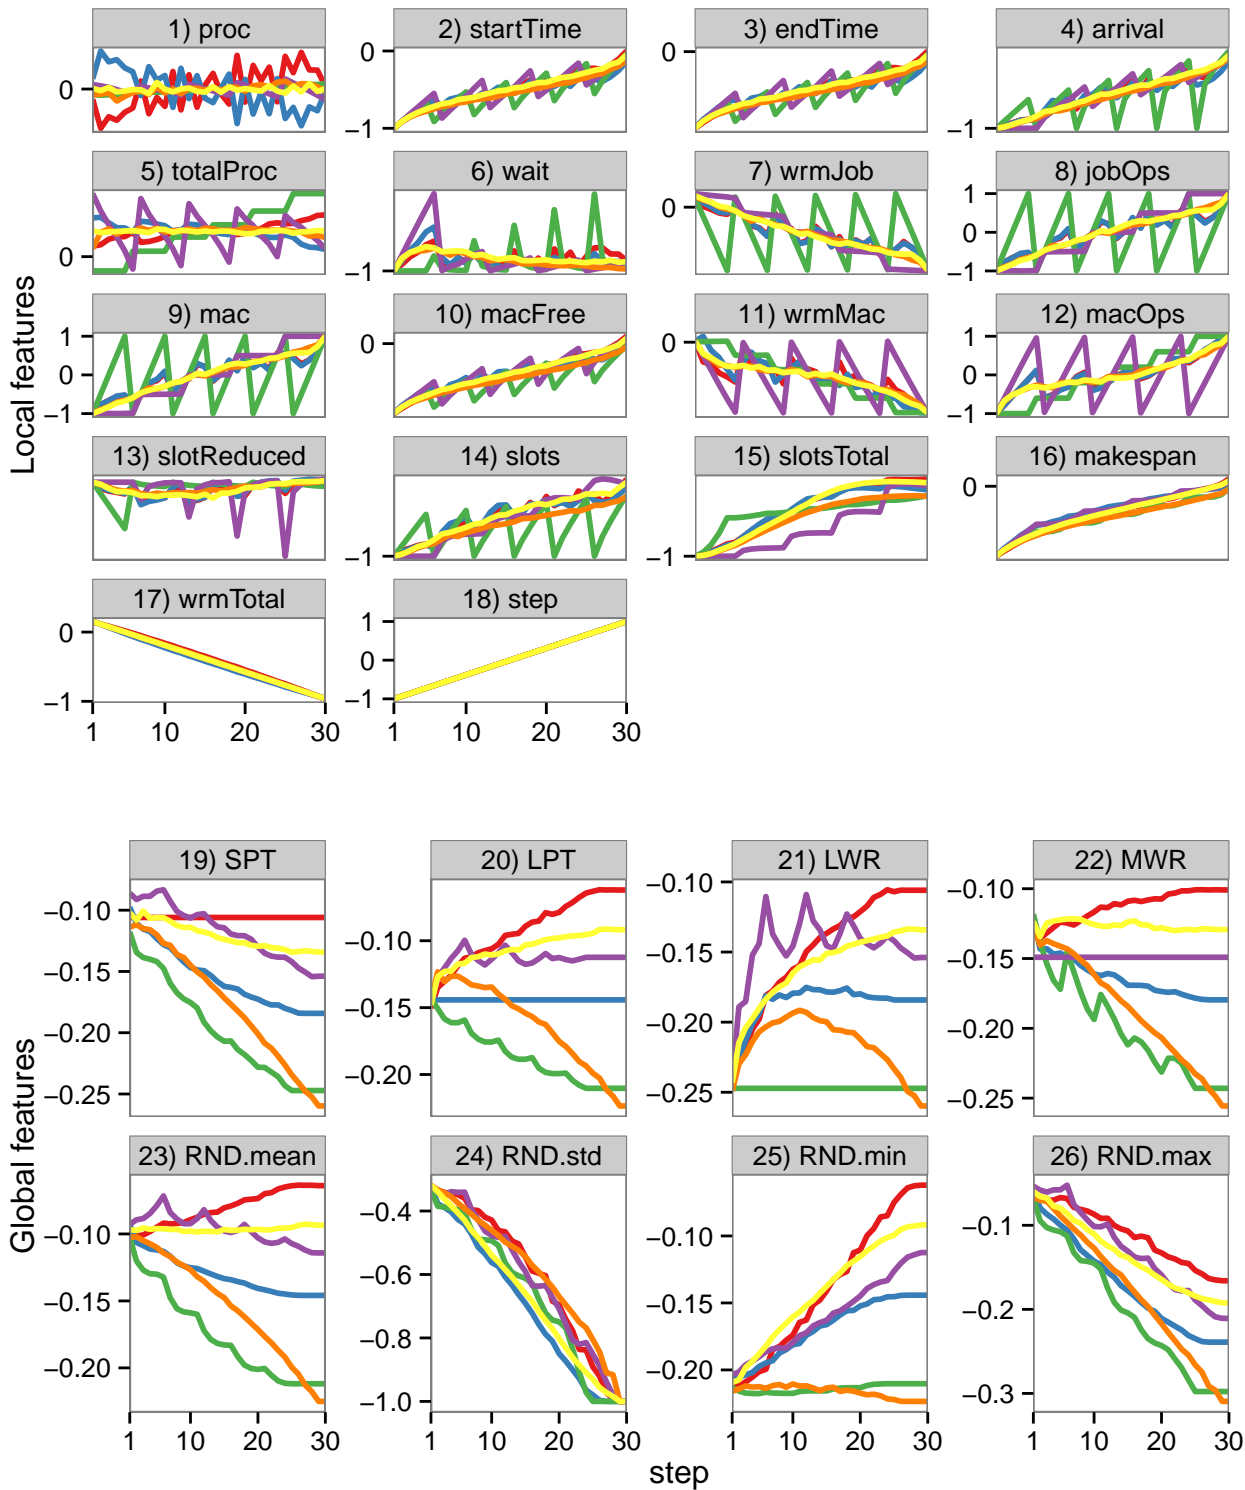 Local features
1) proc
2) startTime
3) endTime
4) arrival
0
0
−1
0
−1
5) totalProc
6) wait
7) wrmJob
8) jobOps
0
−1
0
1
0
−1
9) mac
10) macFree
11) wrmMac
12) macOps
1
0
−1
0
0
1
0
−1
13) slotReduced
14) slots
15) slotsTotal
16) makespan
−1
−1
0
17) wrmTotal
18) step
0
−1
1
0
−1
1 10 20 30
1 10 20 30
Global features
19) SPT
20) LPT
21) LWR
22) MWR
−0.10
−0.15
−0.20
−0.25
−0.10
−0.15
−0.20
−0.10
−0.15
−0.20
−0.25
−0.10
−0.15
−0.20
−0.25
23) RND.mean
24) RND.std
25) RND.min
26) RND.max
−0.10
−0.15
−0.20
−0.4
−0.6
−0.8
−1.0
−0.10
−0.15
−0.20
−0.1
−0.2
−0.3
1 10 20 30
1 10 20 30
1 10 20 30
1 10 20 30
step